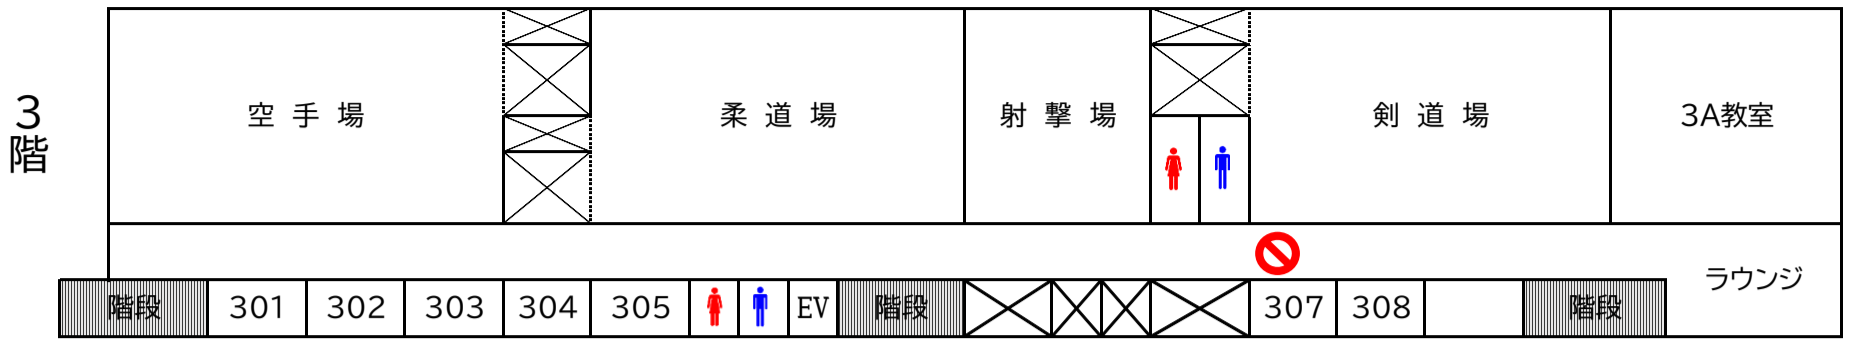 3階
空手場
柔道場
射撃場
剣道場
3A教室
ラウンジ
階段
301
302
303
304
305
EV
階段
307
308
階段